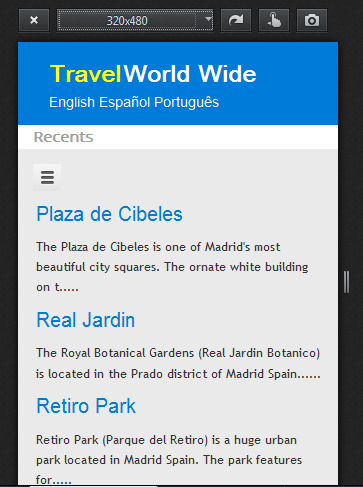 320x480
TravelWorld Wide
English Español Português
Recents
Plaza de Cibeles
The Plaza de Cibeles is one of Madrid's most
beautiful city squares. The ornate white building
on t.....
Real Jardin
The Royal Botanical Gardens (Real Jardin Botanico)
is located in the Prado district of Madrid Spain......
Retiro Park
Retiro Park (Parque del Retiro) is a huge urban
park located in Madrid Spain. The park features
for.....